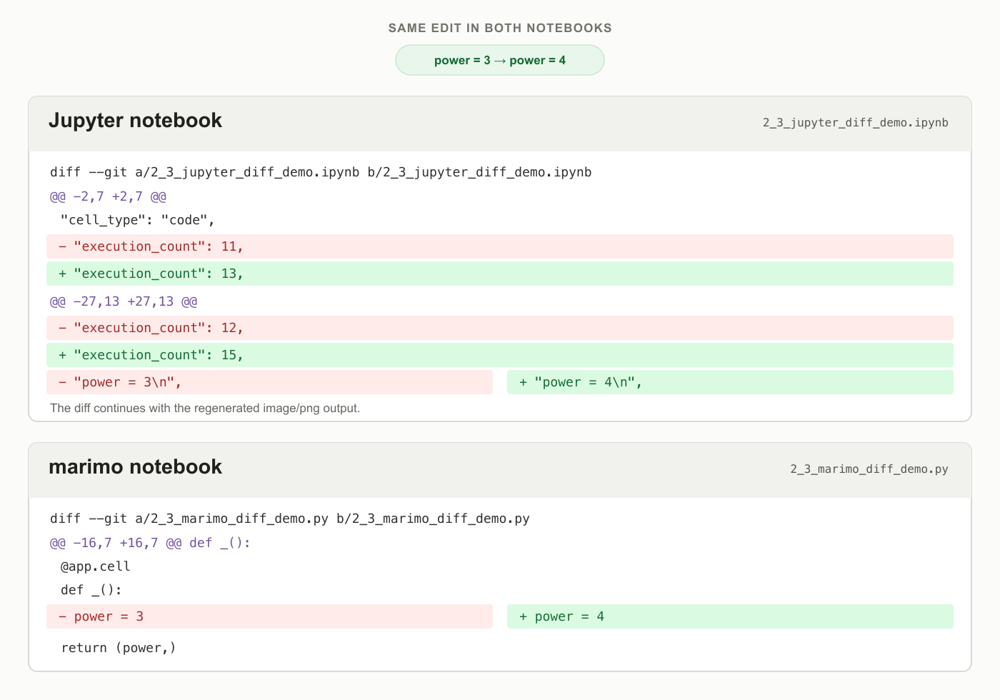 SAME EDIT IN BOTH NOTEBOOKS
power = 3 → power = 4
Jupyter notebook
2_3_jupyter_diff_demo.ipynb
diff --git a/2_3_jupyter_diff_demo.ipynb b/2_3_jupyter_diff_demo.ipynb
@@ -2,7 +2,7 @@
"cell_type": "code",
- "execution_count": 11,
+ "execution_count": 13,
@@ -27,13 +27,13 @@
- "execution_count": 12,
+ "execution_count": 15,
- "power = 3\n",
+ "power = 4\n",
The diff continues with the regenerated image/png output.
marimo notebook
2_3_marimo_diff_demo.py
diff --git a/2_3_marimo_diff_demo.py b/2_3_marimo_diff_demo.py
@@ -16,7 +16,7 @@ def _():
@app.cell
def _():
- power = 3
+ power = 4
return (power,)